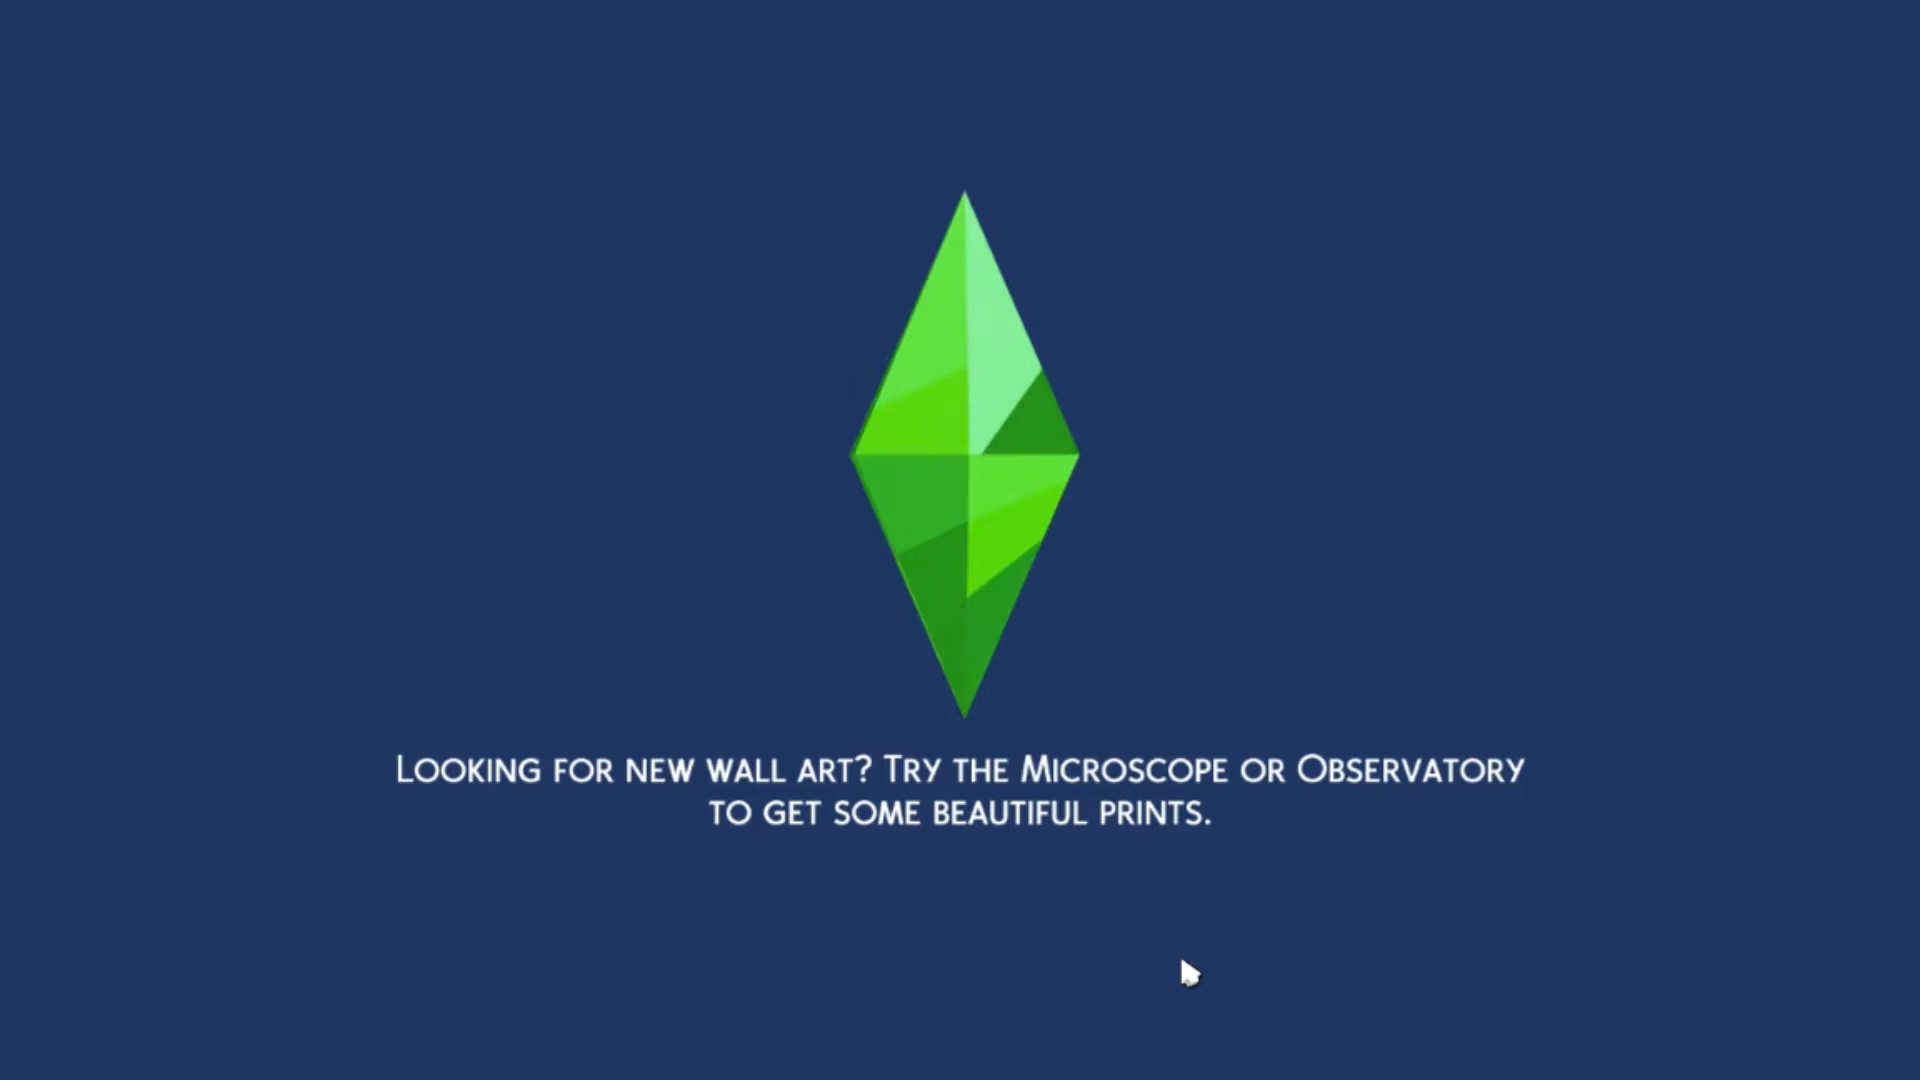 Looking for new wall art? Try the Microscope or Observatory
to get some beautiful prints.